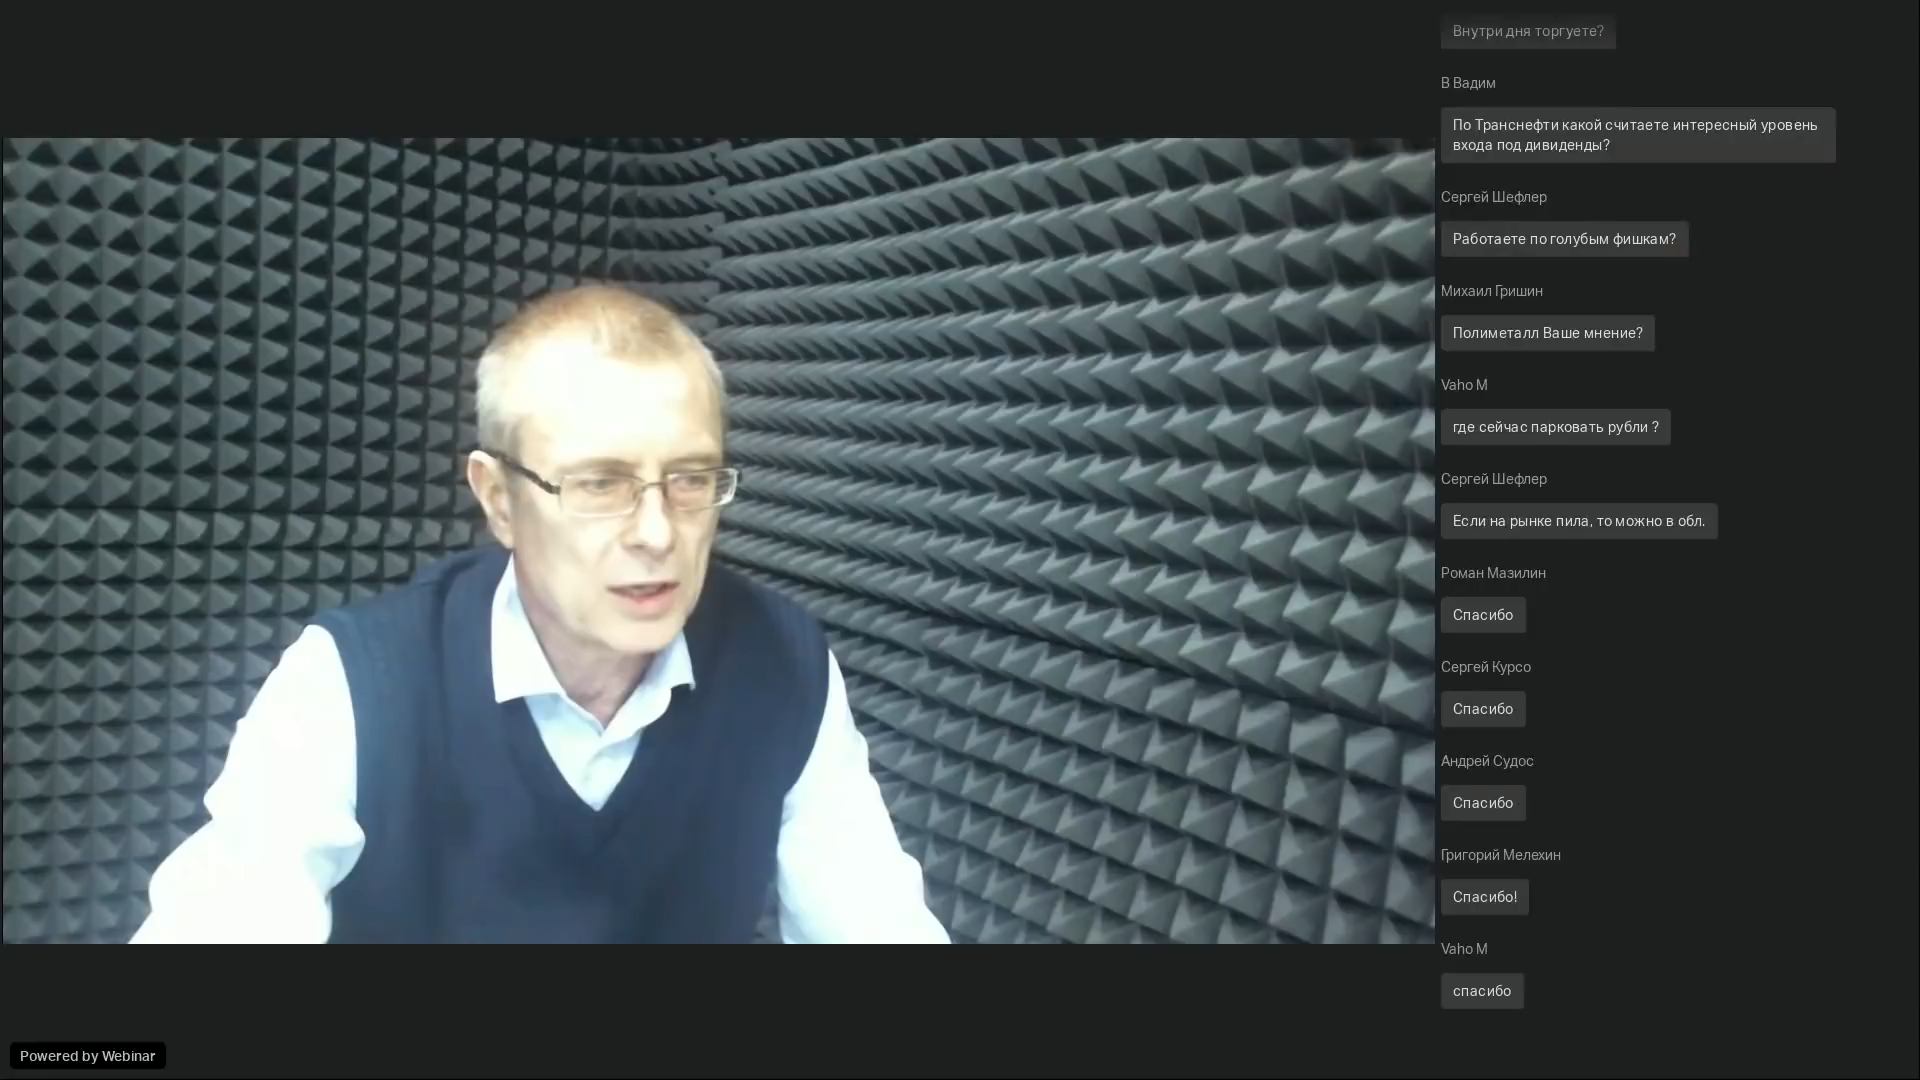 Внутри дня торгуете?
В Вадим
По Транснефти какой считаете интересный уровень
входа под дивиденды?
Сергей Шефлер
Работаете по голубым фишкам?
Михаил Гришин
Полиметалл Ваше мнение?
Vaho M
где сейчас парковать рубли ?
Сергей Шефлер
Если на рынке пила, то можно в обл.
Роман Мазилин
Спасибо
Сергей Курсо
Спасибо
Андрей Судос
Спасибо
Григорий Мелехин
Спасибо!
Vaho M
спасибо
Powered by Webinar